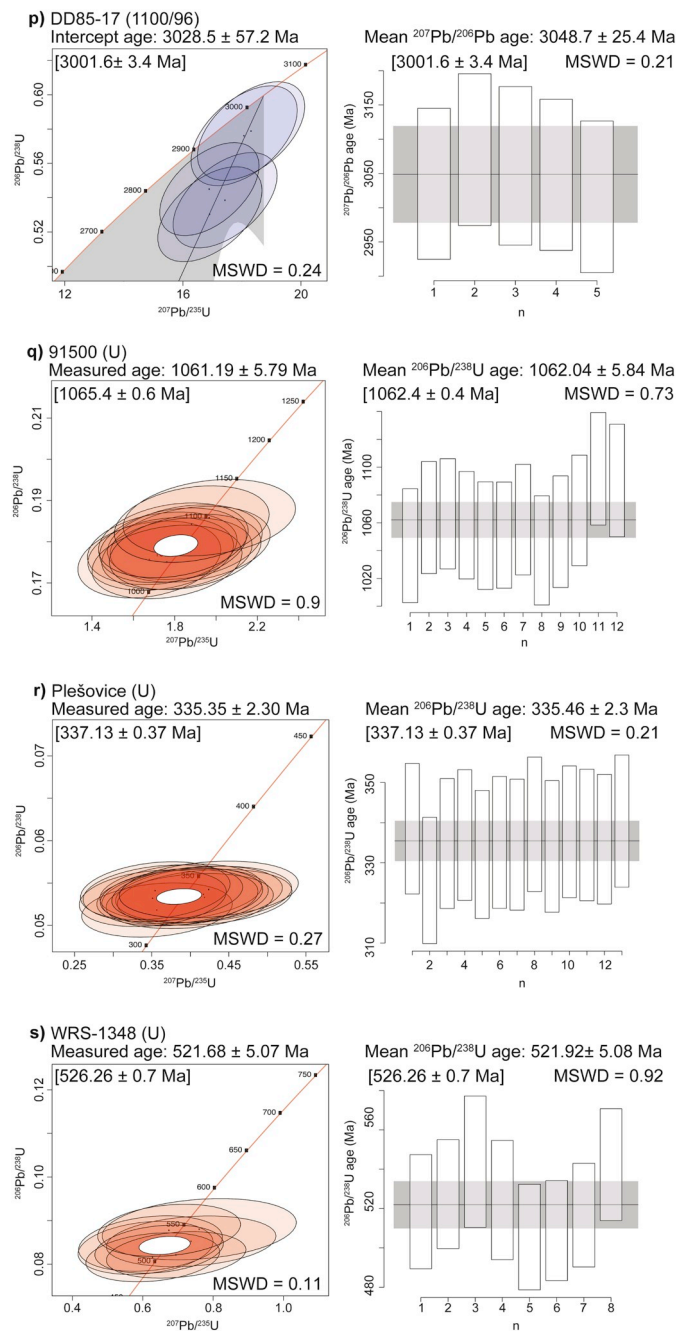 p) DD85-17 (1100/96)
Intercept age: 3028.5 ± 57.2 Ma
[3001.6± 3.4 Ma]
3100
3000
2900
2800
2700
0.60
0.56
0.52
²⁰⁶Pb/²³⁸U
MSWD = 0.24
12 16 20
²⁰⁷Pb/²³⁵U
Mean ²⁰⁷Pb/²⁰⁶Pb age: 3048.7 ± 25.4 Ma
[3001.6± 3.4 Ma] MSWD = 0.21
3150
3050
2950
²⁰⁷Pb/²⁰⁶Pb age (Ma)
1 2 3 4 5
n
q) 91500 (U)
Measured age: 1061.19 ± 5.79 Ma
[1065.4 ± 0.6 Ma]
1250
1200
1150
1100
1000
0.21
0.19
0.17
²⁰⁶Pb/²³⁸U
MSWD = 0.9
1.4 1.8 2.2
²⁰⁷Pb/²³⁵U
Mean ²⁰⁶Pb/²³⁸U age: 1062.04 ± 5.84 Ma
[1062.4 ± 0.4 Ma] MSWD = 0.73
1100
1060
1020
²⁰⁶Pb/²³⁸U age (Ma)
1 2 3 4 5 6 7 8 9 10 11 12
n
r) Plešovice (U)
Measured age: 335.35 ± 2.30 Ma
[337.13 ± 0.37 Ma]
450
400
350
300
0.07
0.06
0.05
²⁰⁶Pb/²³⁸U
MSWD = 0.27
0.25 0.35 0.45 0.55
²⁰⁷Pb/²³⁵U
Mean ²⁰⁶Pb/²³⁸U age: 335.46 ± 2.3 Ma
[337.13 ± 0.37 Ma] MSWD = 0.21
350
330
310
²⁰⁶Pb/²³⁸U age (Ma)
2 4 6 8 10 12
n
s) WRS-1348 (U)
Measured age: 521.68 ± 5.07 Ma
[526.26 ± 0.7 Ma]
750
700
650
600
550
500
0.12
0.10
0.08
²⁰⁶Pb/²³⁸U
MSWD = 0.11
0.4 0.6 0.8 1.0
²⁰⁷Pb/²³⁵U
Mean ²⁰⁶Pb/²³⁸U age: 521.92± 5.08 Ma
[526.26 ± 0.7 Ma] MSWD = 0.92
560
520
480
²⁰⁶Pb/²³⁸U age (Ma)
1 2 3 4 5 6 7 8
n